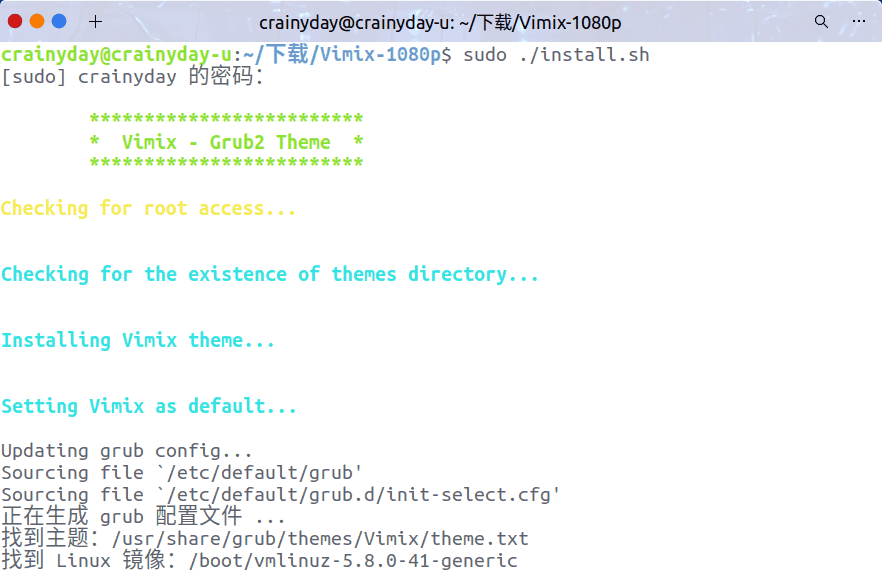 crainyday@crainyday-u: ~/下载/Vimix-1080p
crainyday@crainyday-u:~/下载/Vimix-1080p$ sudo ./install.sh
[sudo] crainyday 的密码：
*************************
*  Vimix - Grub2 Theme  *
*************************
Checking for root access...
Checking for the existence of themes directory...
Installing Vimix theme...
Setting Vimix as default...
Updating grub config...
Sourcing file `/etc/default/grub'
Sourcing file `/etc/default/grub.d/init-select.cfg'
正在生成 grub 配置文件 ...
找到主题：/usr/share/grub/themes/Vimix/theme.txt
找到 Linux 镜像：/boot/vmlinuz-5.8.0-41-generic